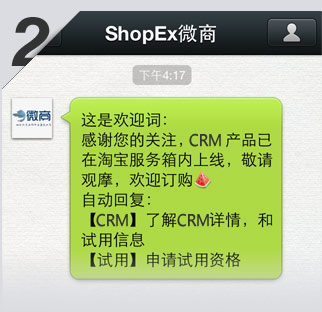 2
ShopEx微商
下午4:17
微商
这是欢迎词：
感谢您的关注，CRM 产品已
在淘宝服务箱内上线，敬请
观摩，欢迎订购🍉
自动回复：
【CRM】了解CRM详情，和
试用信息
【试用】申请试用资格